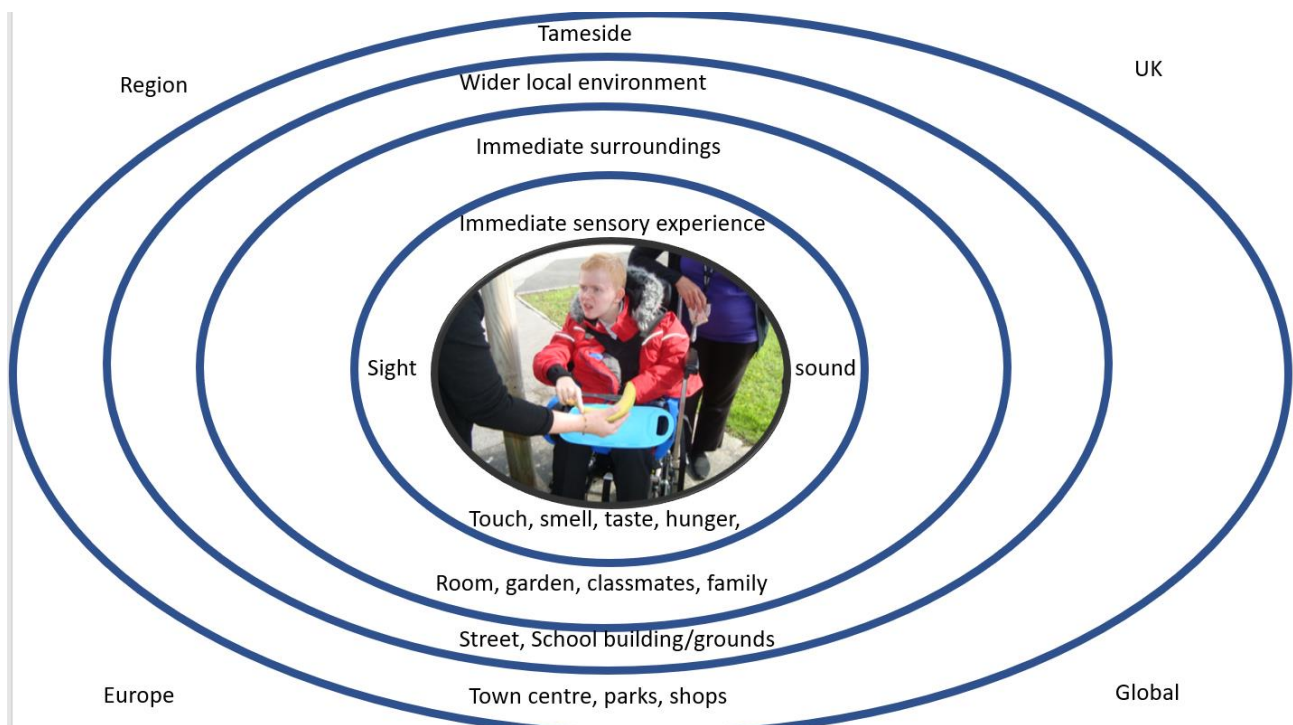 Tameside
Region
UK
Wider local environment
Immediate surroundings
Immediate sensory experience
Sight
sound
Touch, smell, taste, hunger,
Room, garden, classmates, family
Street, School building/grounds
Europe
Town centre, parks, shops
Global